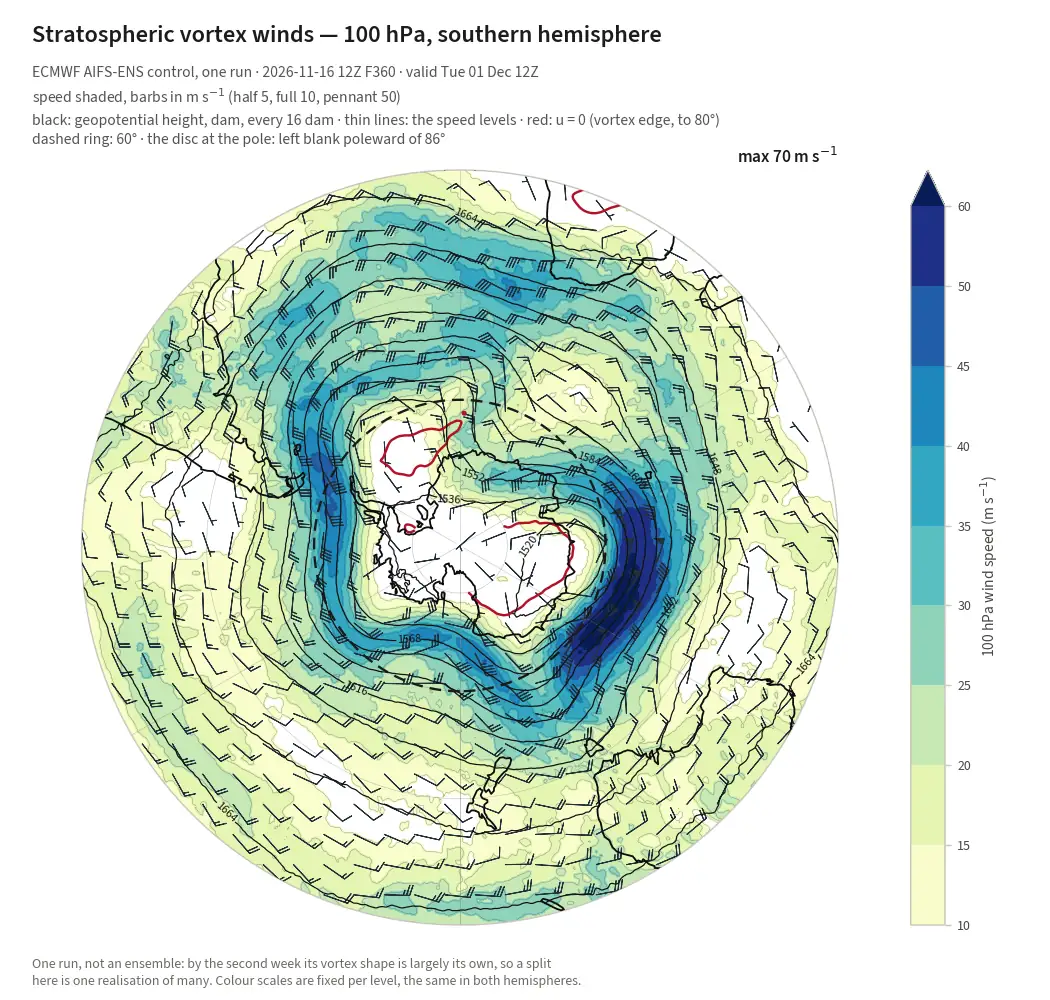 Stratospheric vortex winds — 100 hPa, southern hemisphere
ECMWF AIFS-ENS control, one run · 2026-11-16 12Z F360 · valid Tue 01 Dec 12Z
speed shaded, barbs in m s⁻¹ (half 5, full 10, pennant 50)
black: geopotential height, dam, every 16 dam · thin lines: the speed levels · red: u = 0 (vortex edge, to 80°)
dashed ring: 60° · the disc at the pole: left blank poleward of 86°
max 70 m s⁻¹
60
50
45
40
35
30
25
20
15
10
100 hPa wind speed (m s⁻¹)
1664
1584
1648
1536
1520
1568
1616
1664
1664
One run, not an ensemble: by the second week its vortex shape is largely its own, so a split
here is one realisation of many. Colour scales are fixed per level, the same in both hemispheres.